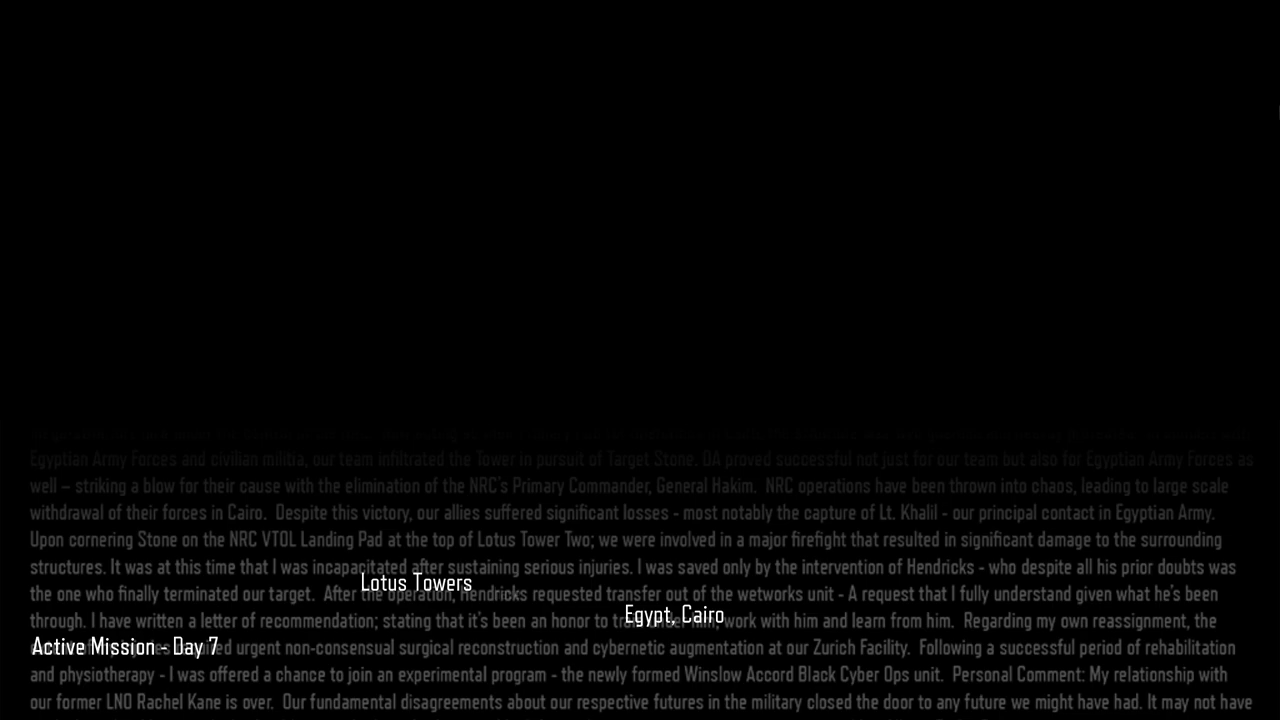 Egyptian Army Forces and civilian militia, our team infiltrated the Tower in pursuit of Target Stone. OA proved successful not just for our team but also for Egyptian Army Forces as
well – striking a blow for their cause with the elimination of the NRC's Primary Commander, General Hakim. NRC operations have been thrown into chaos, leading to large scale
withdrawal of their forces in Cairo. Despite this victory, our allies suffered significant losses - most notably the capture of Lt. Khalil - our principal contact in Egyptian Army.
Upon cornering Stone on the NRC VTOL Landing Pad at the top of Lotus Tower Two; we were involved in a major firefight that resulted in significant damage to the surrounding
structures. It was at this time that I was incapacitated after sustaining serious injuries. I was saved only by the intervention of Hendricks - who despite all his prior doubts was
Lotus Towers
the one who finally terminated our target. After the operation, Hendricks requested transfer out of the wetworks unit - A request that I fully understand given what he's been
Egypt, Cairo
through. I have written a letter of recommendation; stating that it's been an honor to work with him and learn from him. Regarding my own reassignment, the
Active Mission - Day 7
urgent non-consensual surgical reconstruction and cybernetic augmentation at our Zurich Facility. Following a successful period of rehabilitation
and physiotherapy - I was offered a chance to join an experimental program - the newly formed Winslow Accord Black Cyber Ops unit. Personal Comment: My relationship with
our former LNO Rachel Kane is over. Our fundamental disagreements about our respective futures in the military closed the door to any future we might have had. It may not have